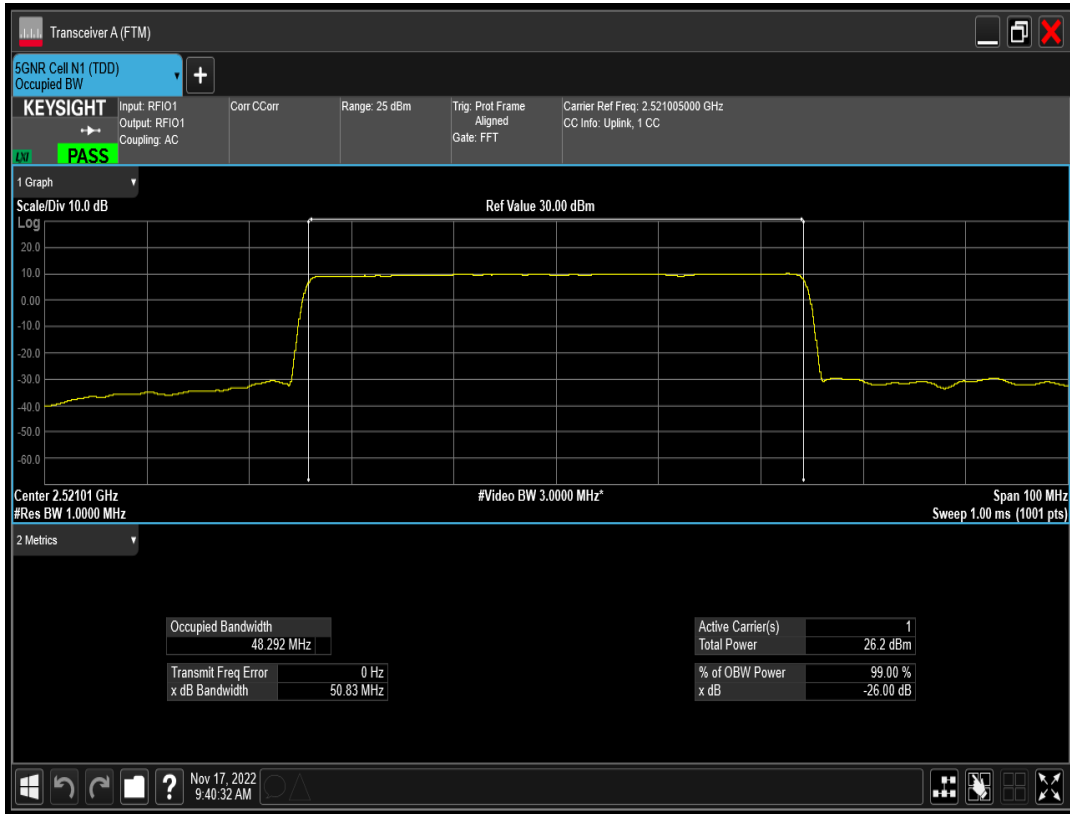 Transceiver A (FTM)
5GNR Cell N1 (TDD)
Occupied BW
+
KEYSIGHT
LXI
PASS
Input: RFIO1
Output: RFIO1
Coupling: AC
Corr CCorr
Range: 25 dBm
Trig: Prot Frame
Aligned
Gate: FFT
Carrier Ref Freq: 2.521005000 GHz
CC Info: Uplink, 1 CC
1 Graph
Scale/Div 10.0 dB
Ref Value 30.00 dBm
Log
20.0
10.0
0.00
-10.0
-20.0
-30.0
-40.0
-50.0
-60.0
Center 2.52101 GHz
#Video BW 3.0000 MHz*
Span 100 MHz
#Res BW 1.0000 MHz
Sweep 1.00 ms (1001 pts)
2 Metrics
Occupied Bandwidth
48.292 MHz
Transmit Freq Error 0 Hz
x dB Bandwidth 50.83 MHz
Active Carrier(s) 1
Total Power 26.2 dBm
% of OBW Power 99.00 %
x dB -26.00 dB
?
Nov 17, 2022
9:40:32 AM